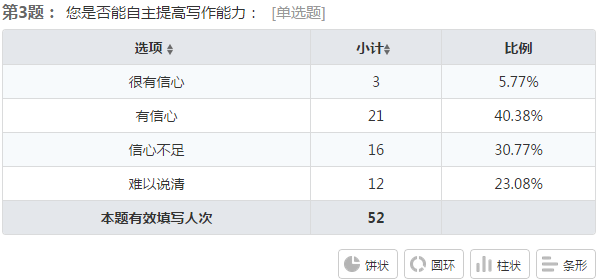 第3题： 您是否能自主提高写作能力： [单选题]
选项 小计 比例
很有信心 3 5.77%
有信心 21 40.38%
信心不足 16 30.77%
难以说清 12 23.08%
本题有效填写人次 52
饼状 圆环 柱状 条形